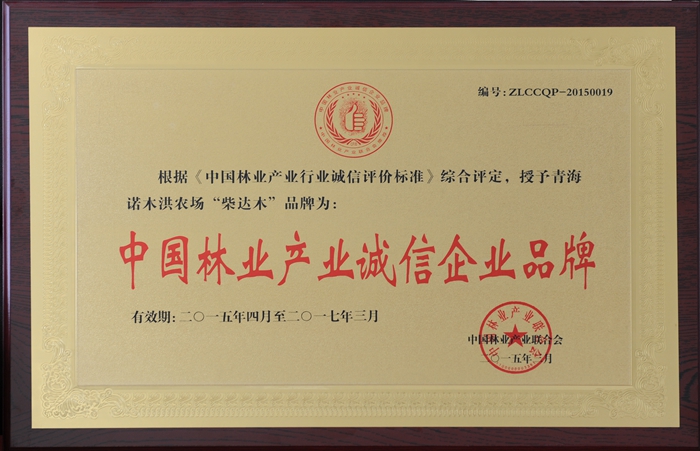 编号:ZLCCQP-20150019
根据《中国林业产业行业诚信评价标准》综合评定，授予青海
诺木洪农场“柴达木”品牌为:
中国林业产业诚信企业品牌
有效期:二〇一五年四月至二〇一七年三月
中国林业产业联合会